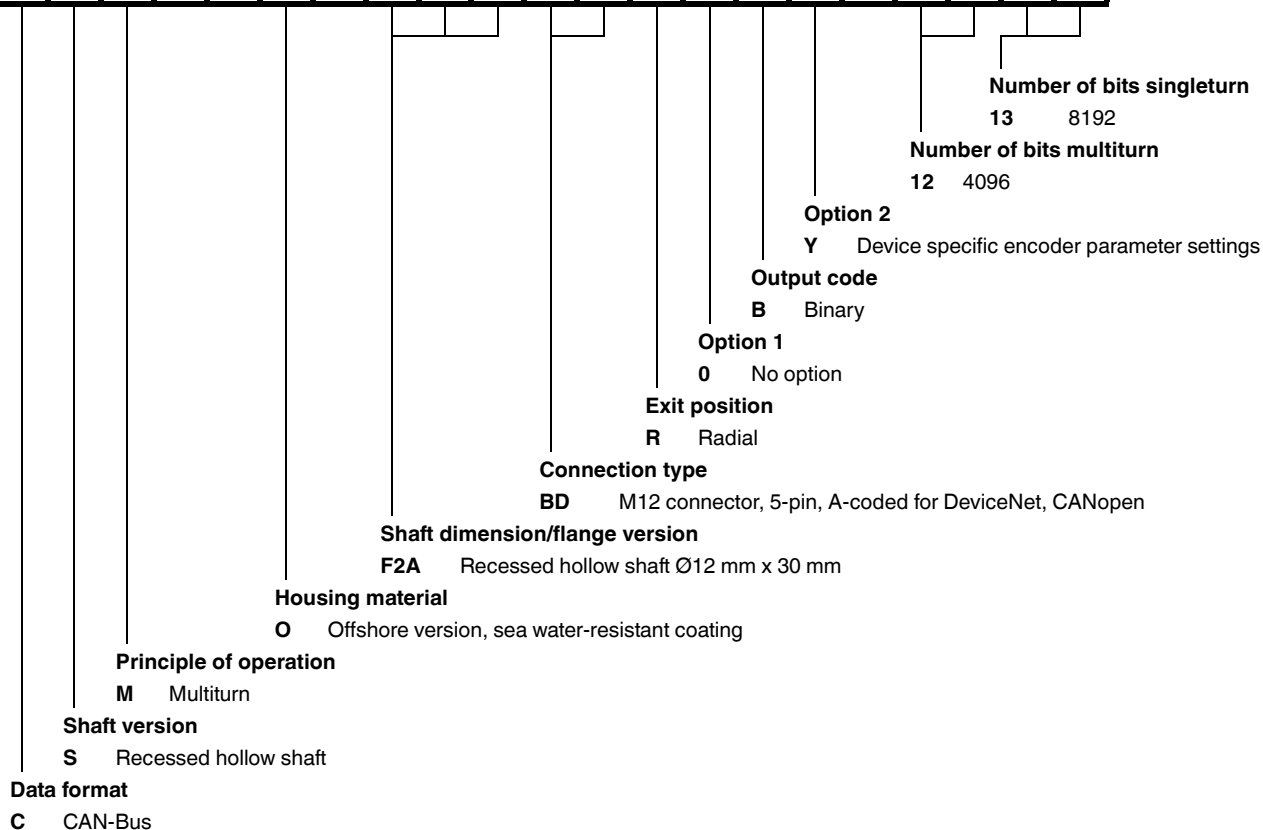 Number of bits singleturn
13 8192
Number of bits multiturn
12 4096
Option 2
Y Device specific encoder parameter settings
Output code
B Binary
Option 1
0 No option
Exit position
R Radial
Connection type
BD M12 connector, 5-pin, A-coded for DeviceNet, CANopen
Shaft dimension/flange version
F2A Recessed hollow shaft Ø12 mm x 30 mm
Housing material
O Offshore version, sea water-resistant coating
Principle of operation
M Multiturn
Shaft version
S Recessed hollow shaft
Data format
C CAN-Bus